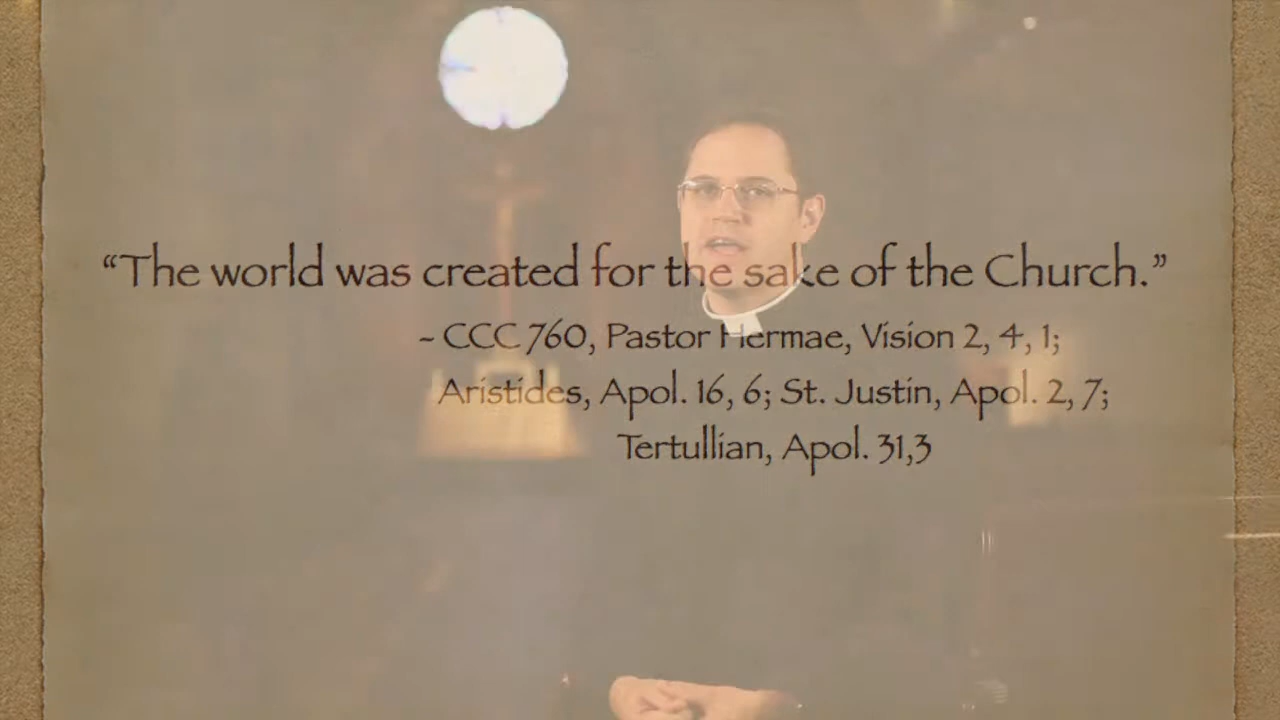 “The world was created for the sake of the Church.”
~ CCC 760, Pastor Hermae, Vision 2, 4, 1;
Aristides, Apol. 16, 6; St. Justin, Apol. 2, 7;
Tertullian, Apol. 31,3